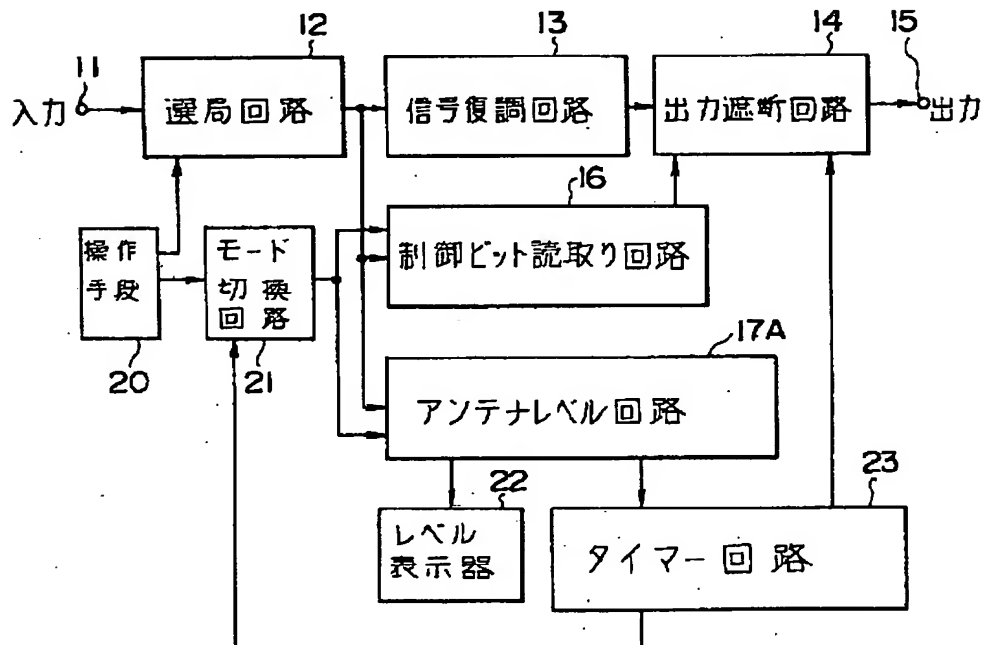 12
13
14
15
11
入力
選局回路
信号復調回路
出力遮断回路
出力
16
操作
手段
モード
切換
回路
制御ビット読取り回路
20
21
17A
アンテナレベル回路
22
23
レベル
表示器
タイマー回路